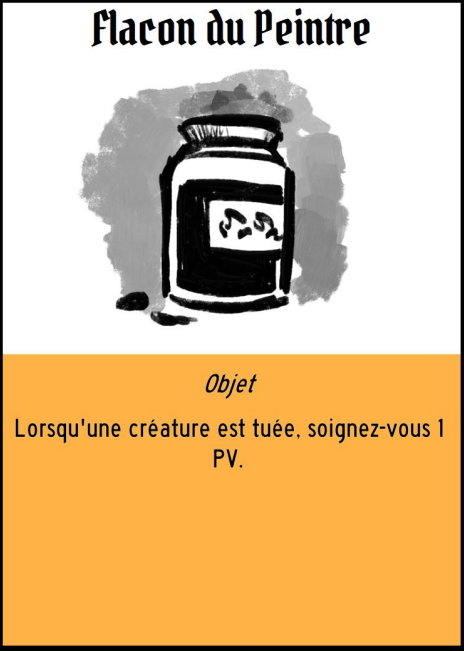 Flacon du Peintre
Objet
Lorsqu'une créature est tuée, soignez-vous 1
PV.